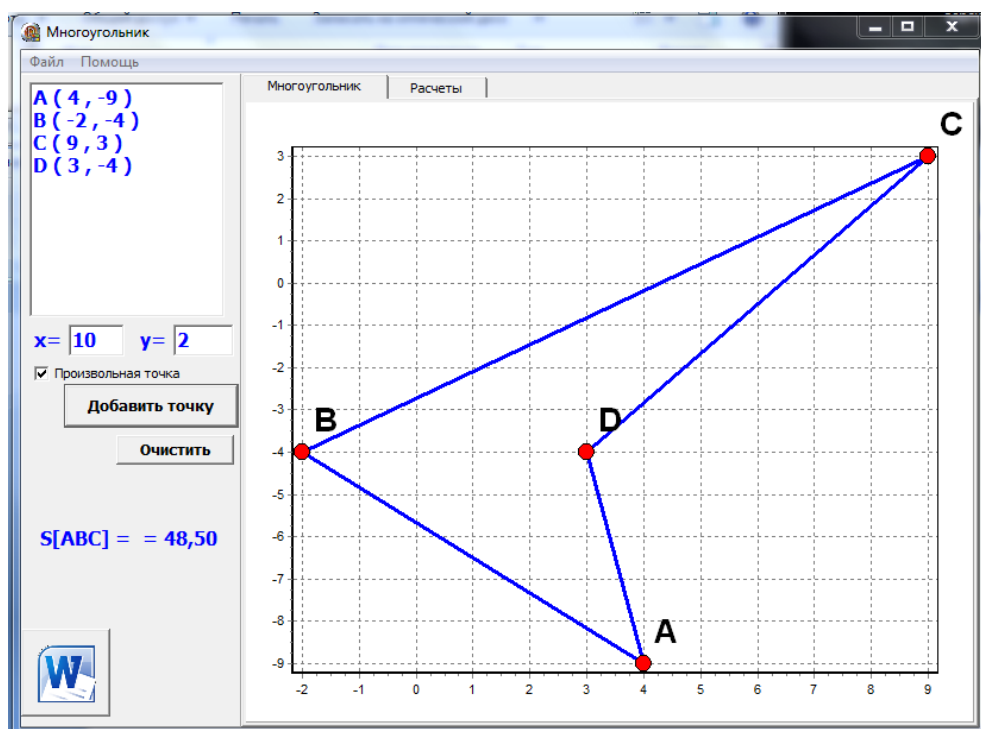 Многоугольник
Файл Помощь
A ( 4 , -9 )
B ( -2 , -4 )
C ( 9 , 3 )
D ( 3 , -4 )
x= 10 y= 2
Произвольная точка
Добавить точку
Очистить
S[ABC] = = 48,50
W
Многоугольник Расчеты
C
3
2
1
0
-1
-2
-3
B D
-4
-5
-6
-7
-8
A
-9
-2 -1 0 1 2 3 4 5 6 7 8 9